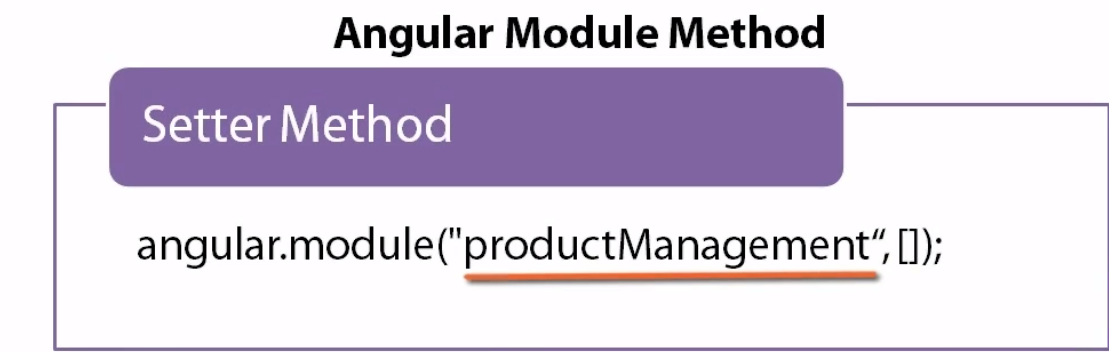 Angular Module Method
Setter Method
angular.module("productManagement“, []);